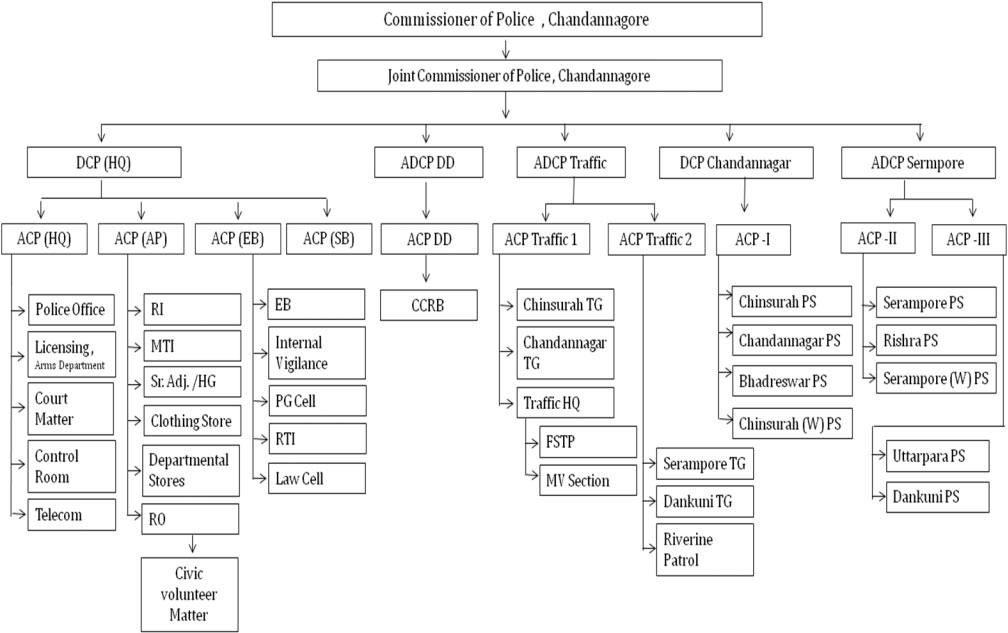 Commissioner of Police , Chandannagore
Joint Commissioner of Police, Chandannagore
DCP (HQ)
ADCP DD
ADCP Traffic
DCP Chandannagar
ADCP Sermpore
ACP (HQ)
ACP (AP)
ACP (EB)
ACP (SB)
ACP DD
ACP Traffic 1
ACP Traffic 2
ACP -I
ACP -II
ACP -III
Police Office
Licensing,
Arms Department
Court
Matter
Control
Room
Telecom
RI
MTI
Sr. Adj. /HG
Clothing Store
Departmental
Stores
RO
Civic
volunteer
Matter
EB
Internal
Vigilance
PG Cell
RTI
Law Cell
CCRB
Chinsurah TG
Chandannagar
TG
Traffic HQ
FSTP
MV Section
Serampore TG
Dankuni TG
Riverine
Patrol
Chinsurah PS
Chandannagar PS
Bhadreswar PS
Chinsurah (W) PS
Serampore PS
Rishra PS
Serampore (W) PS
Uttarpara PS
Dankuni PS